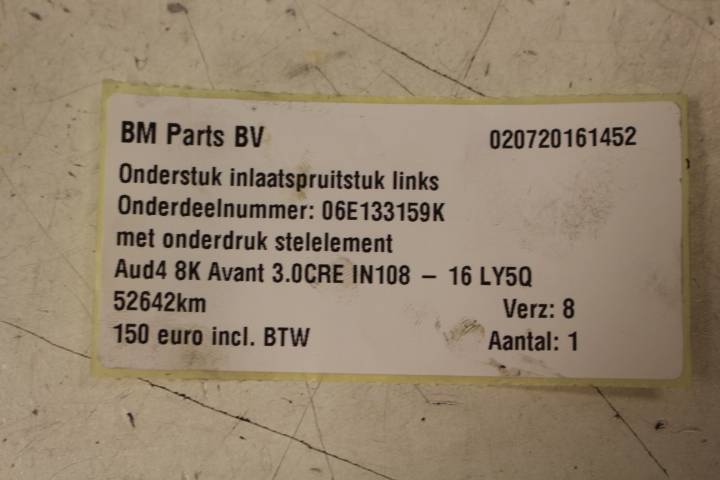 BM Parts BV 020720161452
Onderstuk inlaatspruitstuk links
Onderdeelnummer: 06E133159K
met onderdruk stelelement
Aud4 8K Avant 3.0CRE IN108 – 16 LY5Q
52642km Verz: 8
150 euro incl. BTW Aantal: 1